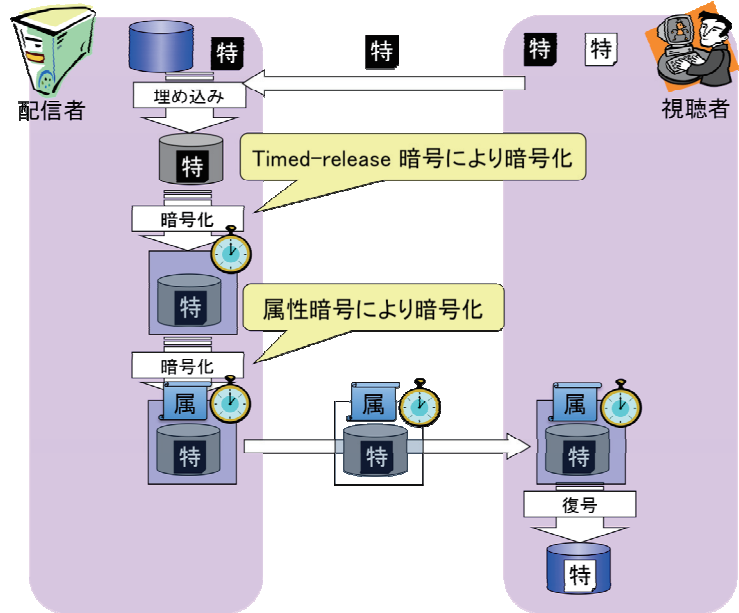 特
特
特
特
配信者
視聴者
埋め込み
特
Timed-release 暗号により暗号化
暗号化
特
属性暗号により暗号化
暗号化
属
属
属
特
特
特
復号
特